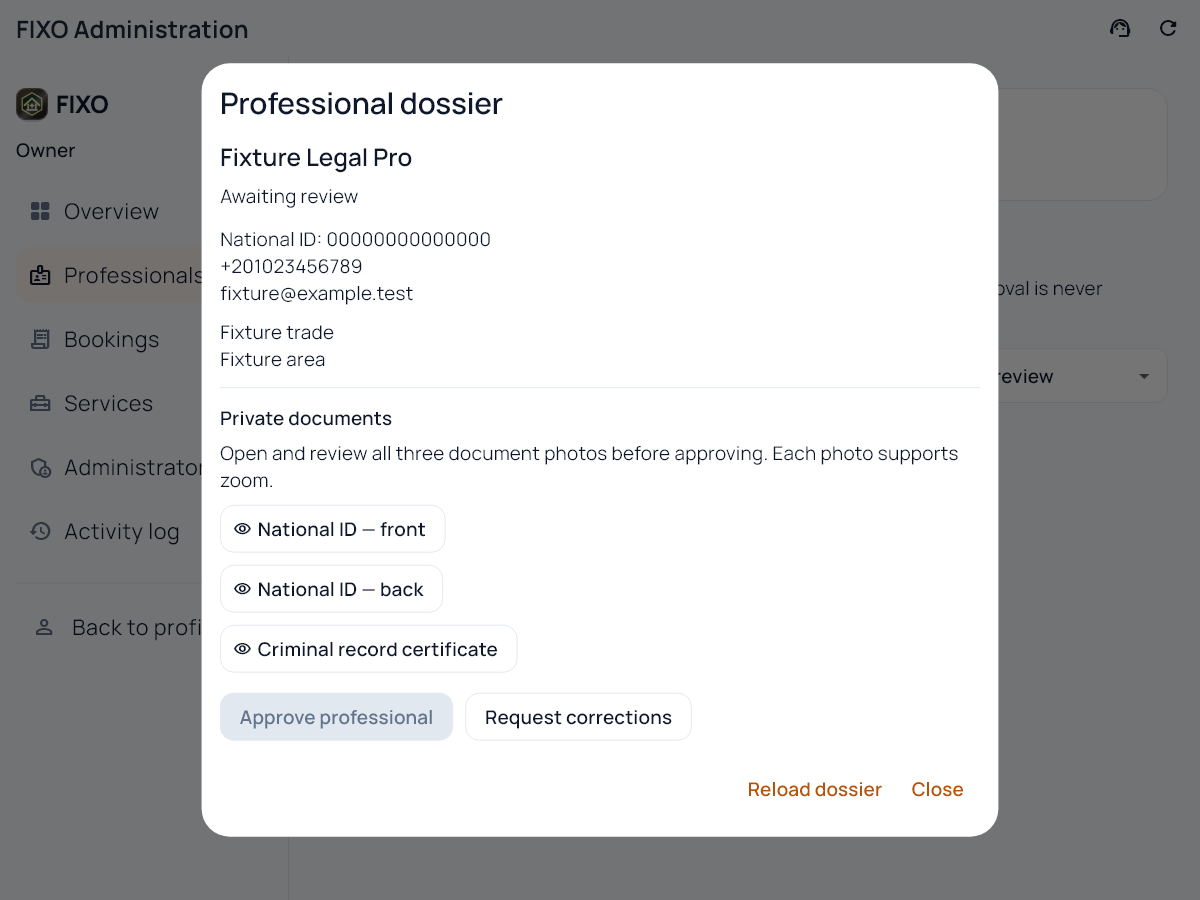 FIXO Administration
FIXO
Owner
Overview
Professionals
Bookings
Services
Activity log
Back to
Professional dossier
Fixture Legal Pro
Awaiting review
National ID: 00000000000000
+201023456789
fixture@example.test
Fixture trade
Fixture area
Private documents
Open and review all three document photos before approving. Each photo supports
zoom.
National ID — front
National ID — back
Criminal record certificate
Approve professional
Request corrections
Reload dossier
Close
is never
review